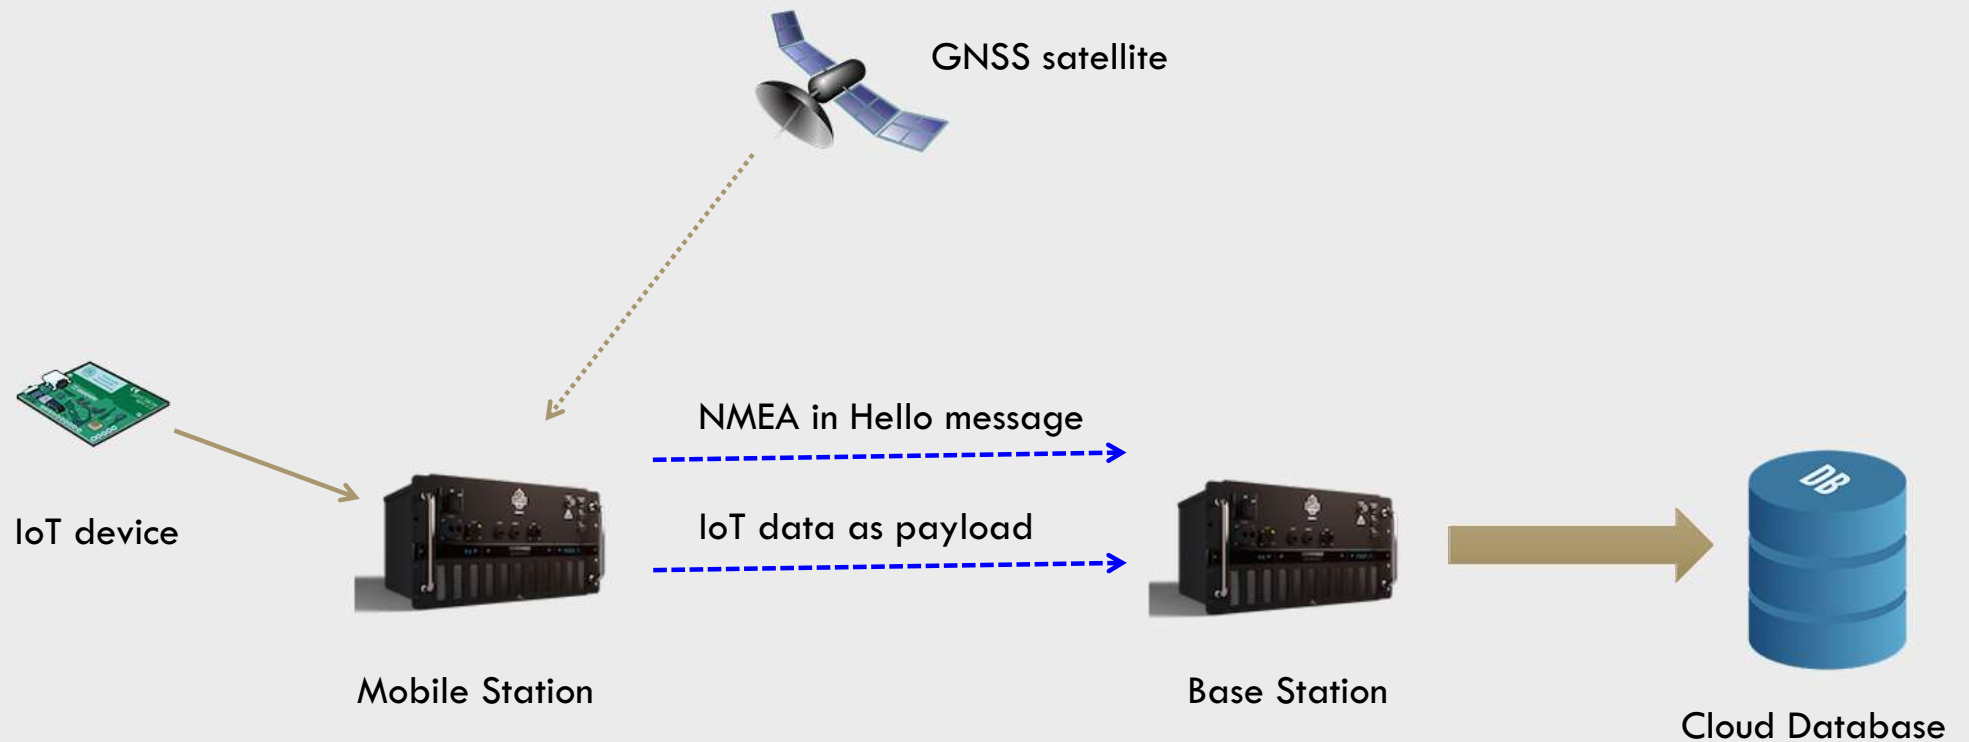 GNSS satellite
NMEA in Hello message
IoT device
IoT data as payload
DB
Mobile Station
Base Station
Cloud Database